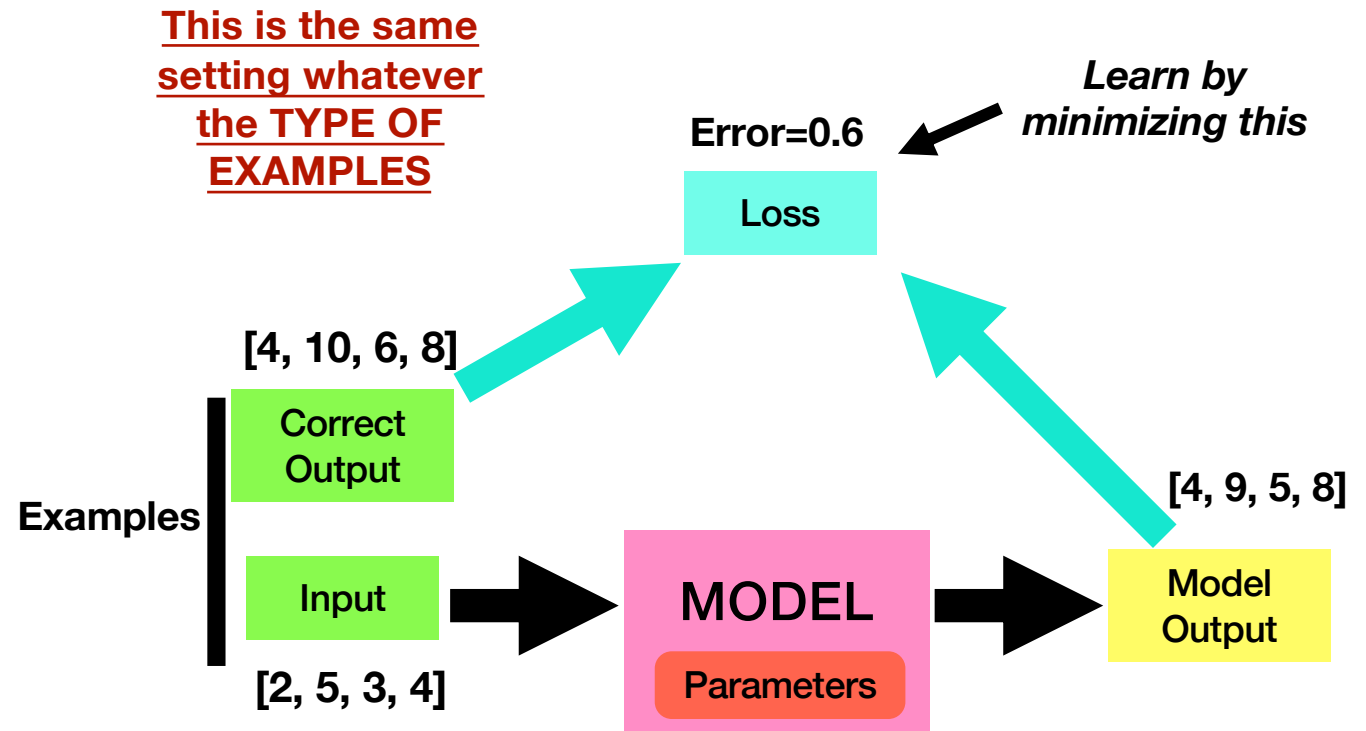 This is the same
setting whatever
the TYPE OF
EXAMPLES
Learn by
minimizing this
Error=0.6
Loss
[4, 10, 6, 8]
Correct
Output
Examples
[4, 9, 5, 8]
Input
MODEL
Parameters
Model
Output
[2, 5, 3, 4]